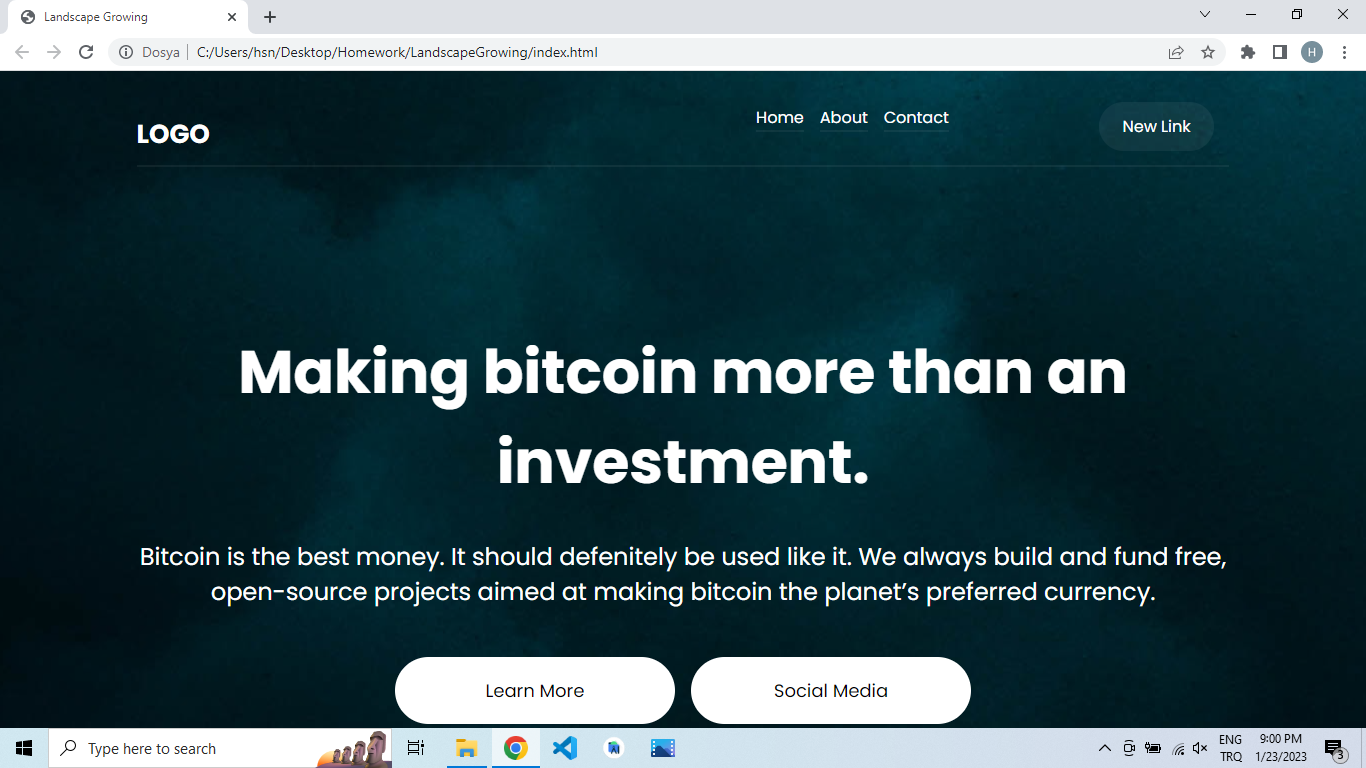 Landscape Growing
Dosya
C:/Users/hsn/Desktop/Homework/LandscapeGrowing/index.html
H
LOGO
Home About Contact
New Link
Making bitcoin more than an
investment.
Bitcoin is the best money. It should defenitely be used like it. We always build and fund free,
open-source projects aimed at making bitcoin the planet’s preferred currency.
Learn More
Social Media
Type here to search
ENG
TRQ
9:00 PM
1/23/2023
3